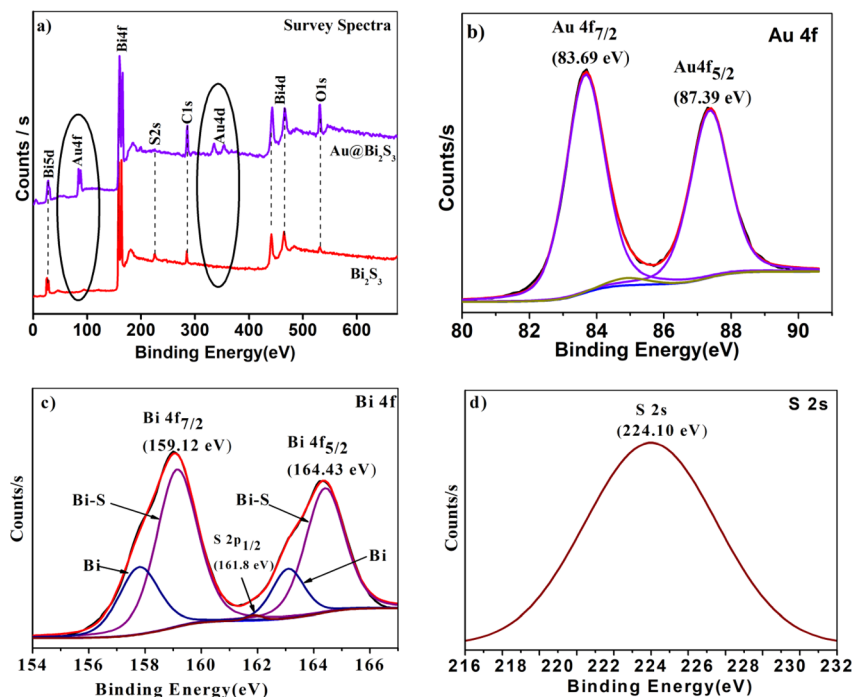 a)
Survey Spectra
Bi4f
Bi5d
Au4f
S2s
C1s
Au4d
Bi4d
O1s
Au@Bi₂S₃
Bi₂S₃
Counts / s
0 100 200 300 400 500 600
Binding Energy(eV)
b)
Au 4f
Au 4f₇/₂
(83.69 eV)
Au4f₅/₂
(87.39 eV)
Counts/s
80 82 84 86 88 90
Binding Energy(eV)
c)
Bi 4f
Bi 4f₇/₂
(159.12 eV)
Bi 4f₅/₂
(164.43 eV)
Bi-S
Bi-S
S 2p₁/₂
(161.8 eV)
Bi
Bi
Counts/s
154 156 158 160 162 164 166
Binding Energy(eV)
d)
S 2s
S 2s
(224.10 eV)
Counts/s
216 218 220 222 224 226 228 230 232
Binding Energy(eV)